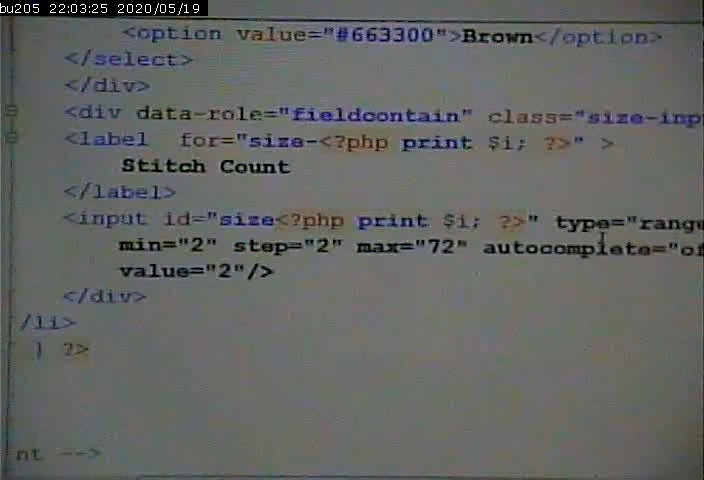 bu205 22:03:25 2020/05/19
<option value="#663300">Brown</option>
</select>
</div>
<div data-role="fieldcontain" class="size-inp
<label  for="size-<?php print $i; ?>" >
Stitch Count
</label>
<input id="size<?php print $i; ?>" type="range
min="2" step="2" max="72" autocomplete="of
value="2"/>
</div>
/li>
} ?>
nt -->